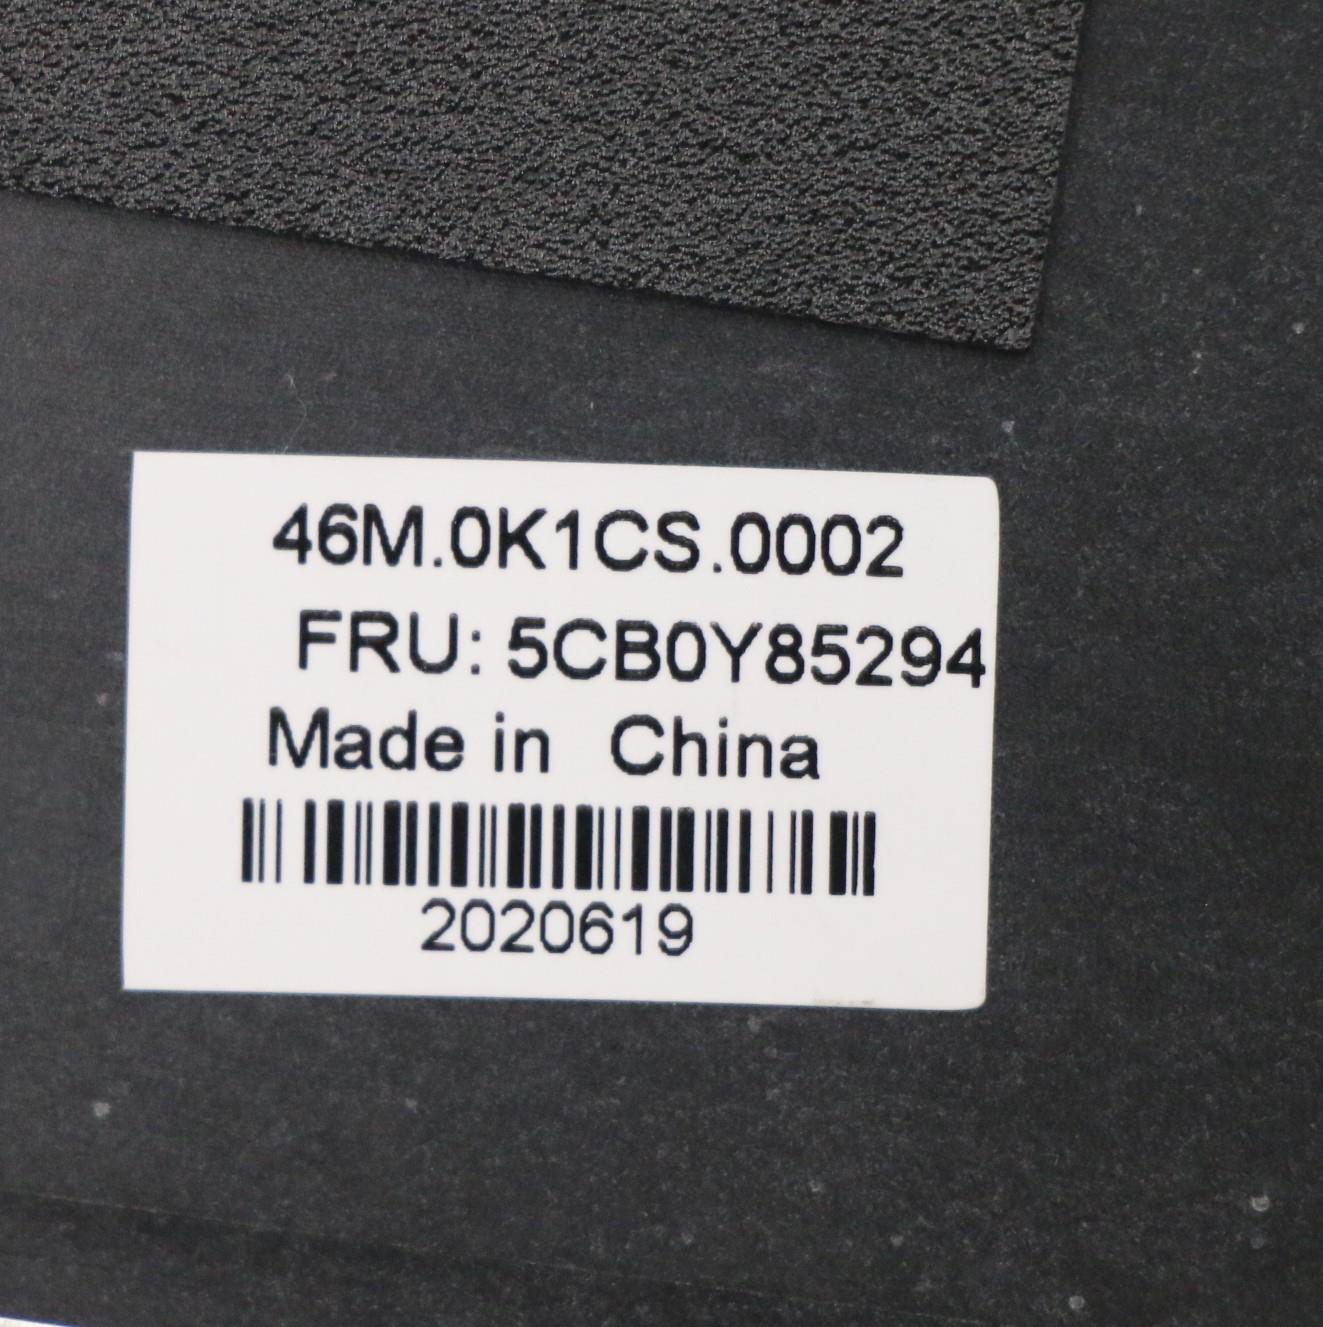 46M.0K1CS.0002
FRU: 5CB0Y85294
Made in China
2020619